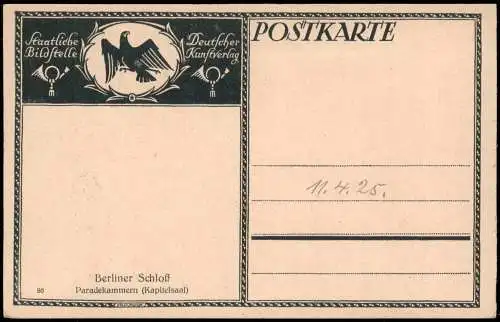 Staatliche
Bildstelle
Deutscher
Kunstverlag
POSTKARTE
11.4.25.
Berliner Schloß
Paradekammern (Kapitelsaal)